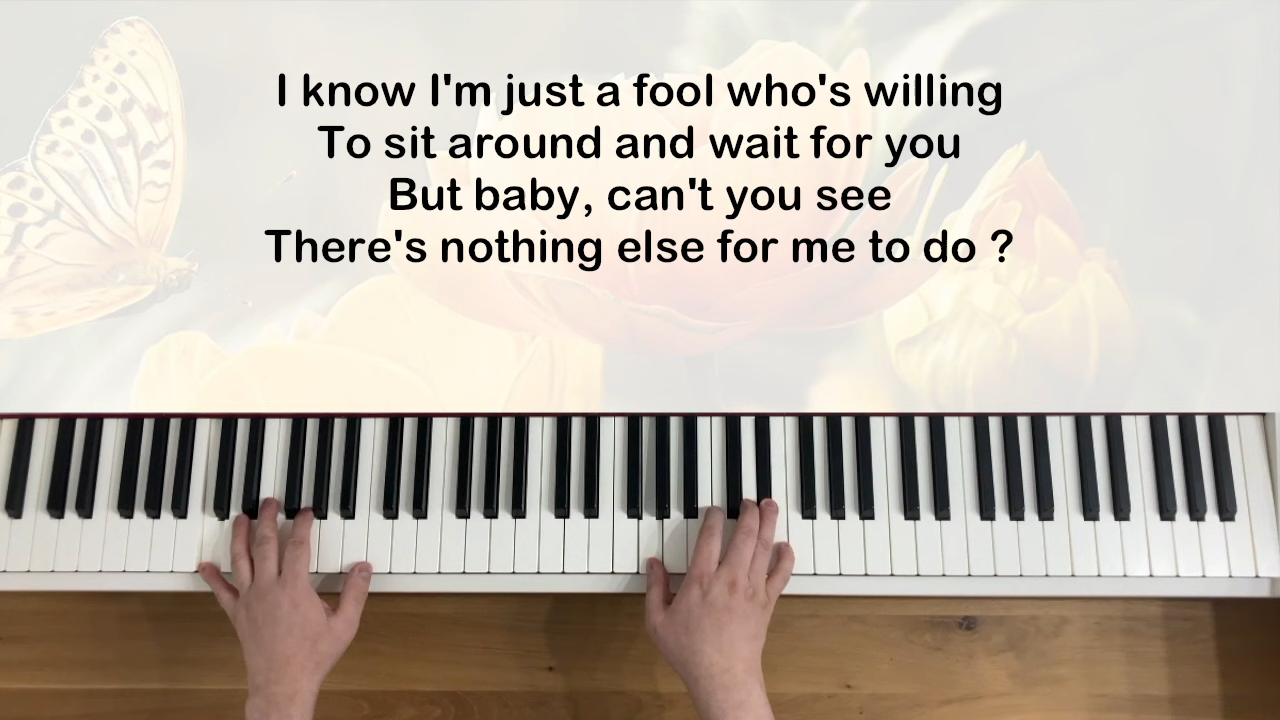 I know I'm just a fool who's willing
To sit around and wait for you
But baby, can't you see
There's nothing else for me to do ?